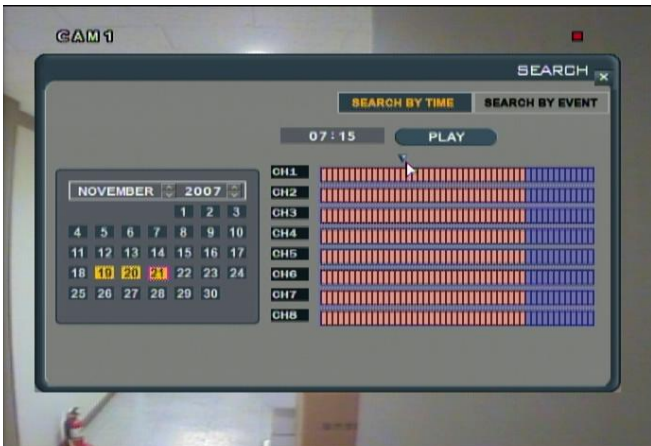 CAM 1
SEARCH
SEARCH BY TIME SEARCH BY EVENT
07:15 PLAY
NOVEMBER 2007
1 2 3
4 5 6 7 8 9 10
11 12 13 14 15 16 17
18 19 20 21 22 23 24
25 26 27 28 29 30
CH1
CH2
CH3
CH4
CH5
CH6
CH7
CH8